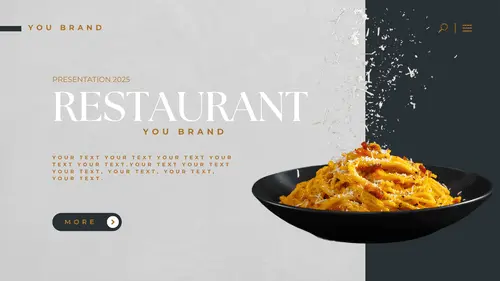 YOU BRAND
PRESENTATION 2025
RESTAURANT
YOU BRAND
YOUR TEXT YOUR TEXT YOUR TEXT YOUR
TEXT YOUR TEXT,YOUR TEXT YOUR TEXT
YOUR TEXT, YOUR TEXT, YOUR TEXT,
YOUR TEXT.
MORE